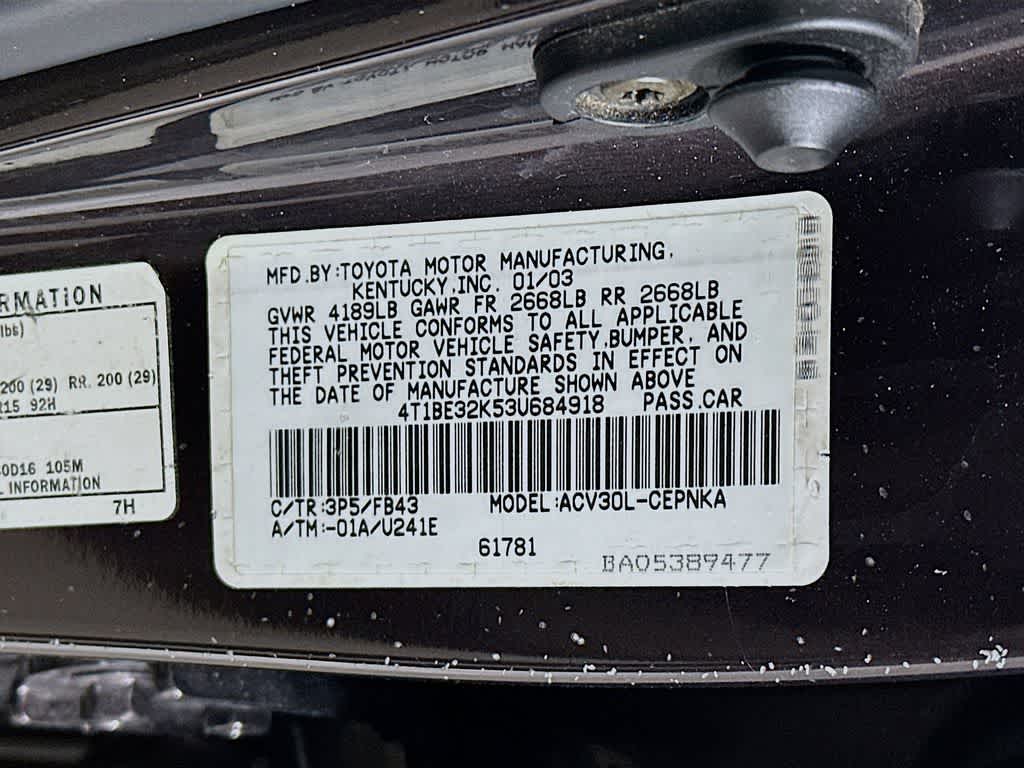 RMATION
lbs)
200 (29) RR. 200 (29)
R15 92H
0D16 105M
L INFORMATION
7H
MFD.BY:TOYOTA MOTOR MANUFACTURING,
KENTUCKY,INC. 01/03
GVWR 4189LB GAWR FR 2668LB RR 2668LB
THIS VEHICLE CONFORMS TO ALL APPLICABLE
FEDERAL MOTOR VEHICLE SAFETY,BUMPER, AND
THEFT PREVENTION STANDARDS IN EFFECT ON
THE DATE OF MANUFACTURE SHOWN ABOVE
4T1BE32K53U684918 PASS.CAR
C/TR:3P5/FB43 MODEL:ACV30L-CEPNKA
A/TM:-01A/U241E
61781
BA05389477